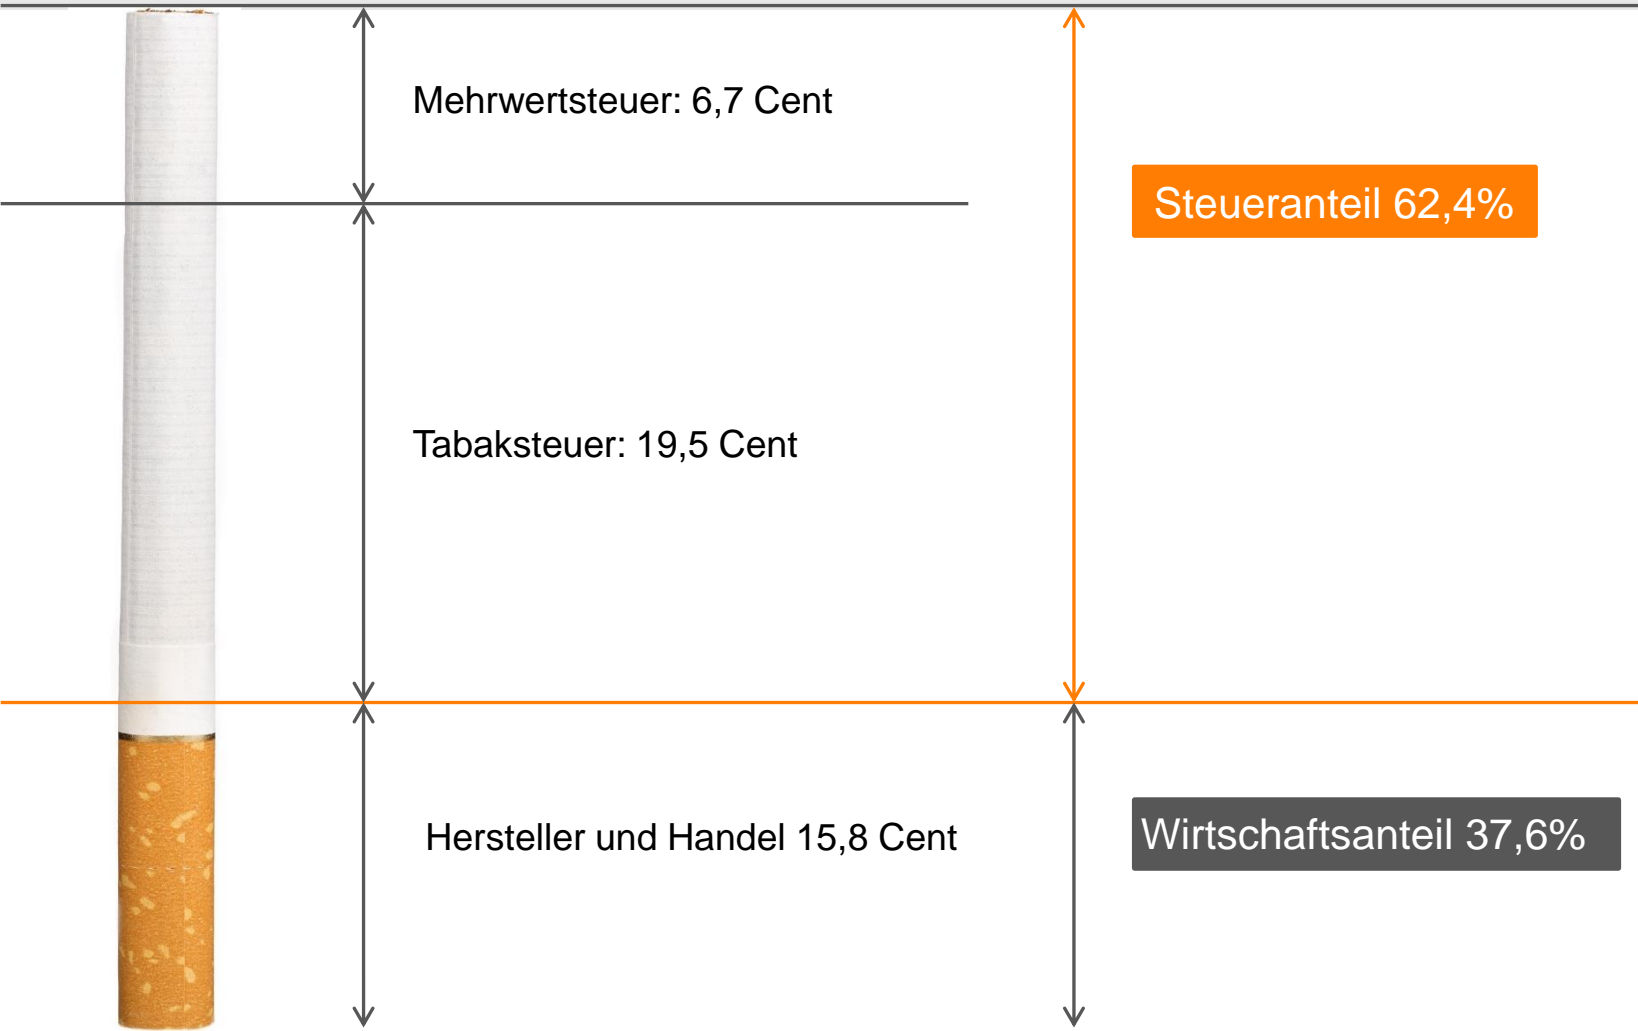 Mehrwertsteuer: 6,7 Cent
Steueranteil 62,4%
Tabaksteuer: 19,5 Cent
Hersteller und Handel 15,8 Cent
Wirtschaftsanteil 37,6%